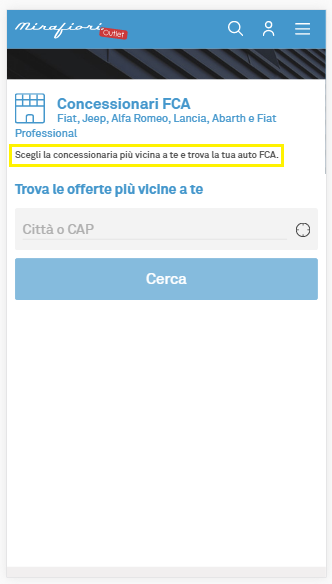 Mirafiori
Outlet
Concessionari FCA
Fiat, Jeep, Alfa Romeo, Lancia, Abarth e Fiat
Professional
Scegli la concessionaria più vicina a te e trova la tua auto FCA.
Trova le offerte più vicine a te
Città o CAP
Cerca